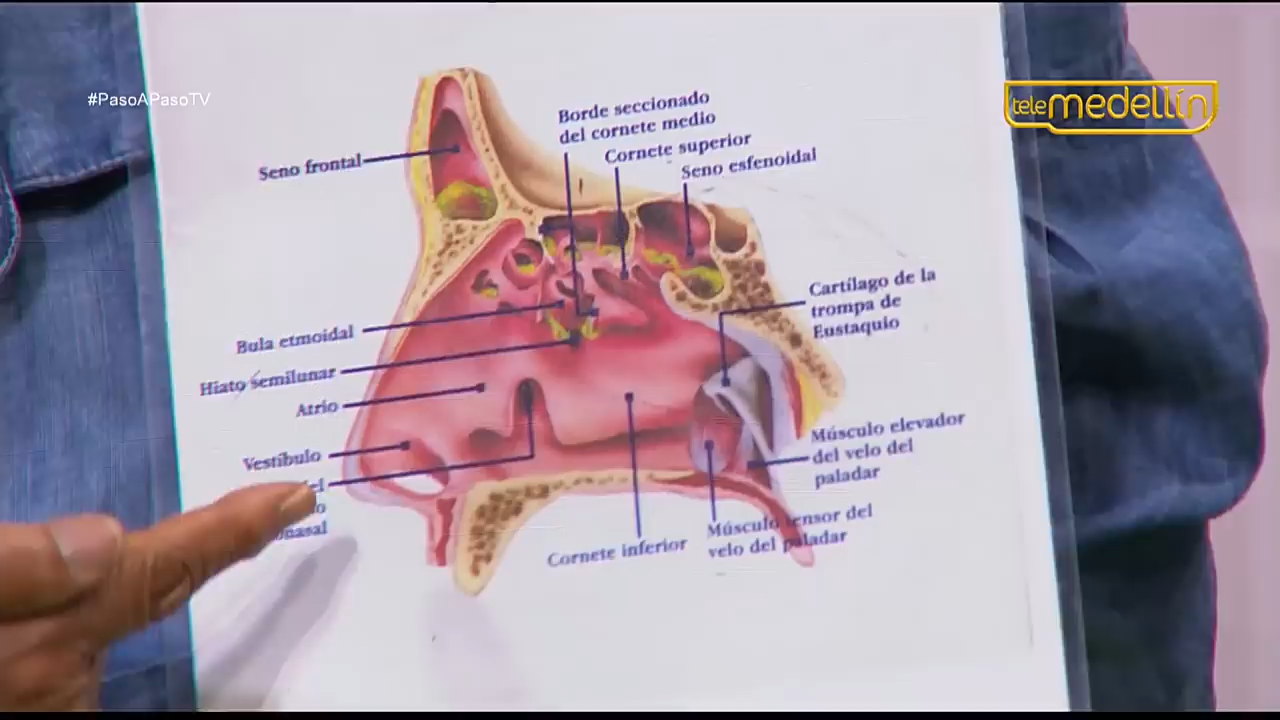 #PasoAPasoTV
tele medellín
Borde seccionado
del cornete medio
Cornete superior
Seno esfenoidal
Seno frontal
Cartílago de la
trompa de
Eustaquio
Bula etmoidal
Hiato semilunar
Atrio
Vestíbulo
Músculo elevador
del velo del
paladar
Músculo tensor del
velo del paladar
Cornete inferior